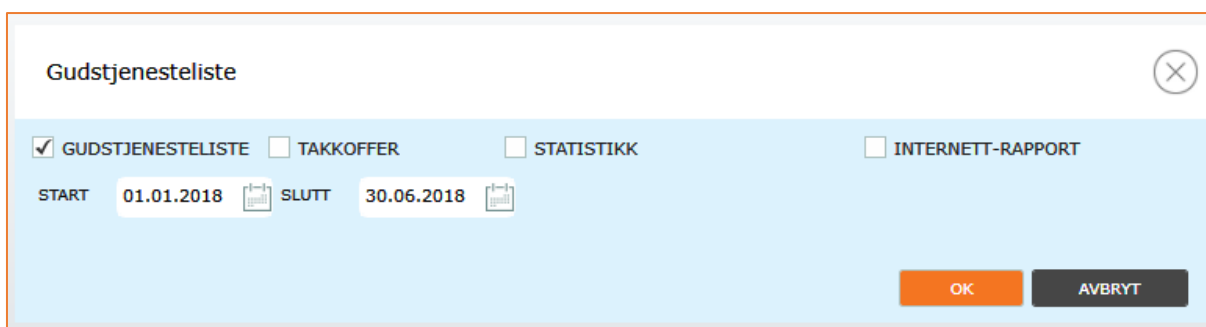 Gudstjenesteliste
GUDSTJENESTELISTE TAKKOFFER STATISTIKK INTERNETT-RAPPORT
START 01.01.2018 SLUTT 30.06.2018
OK AVBRYT